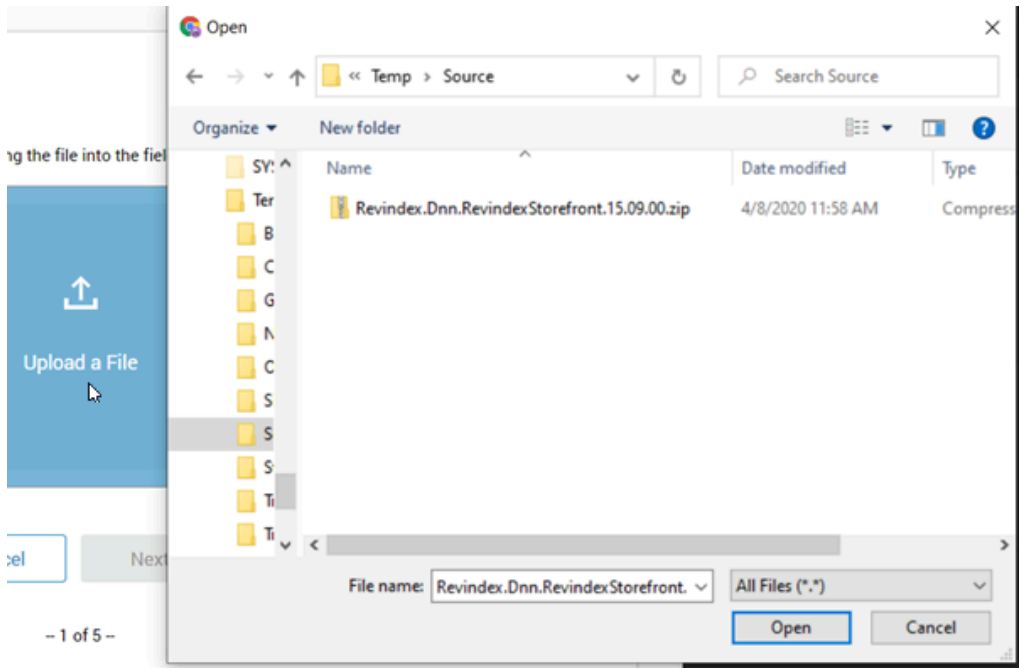 Open
« Temp › Source
Search Source
Organize
New folder
ng the file into the fiel
SY:
Name
Date modified
Type
Ter
Revindex.Dnn.RevindexStorefront.15.09.00.zip
4/8/2020 11:58 AM
Compress
B
C
G
N
O
S
S
S
Upload a File
cel
Next
File name:
Revindex.Dnn.RevindexStorefront.
All Files (*.*)
Open
Cancel
-- 1 of 5 --